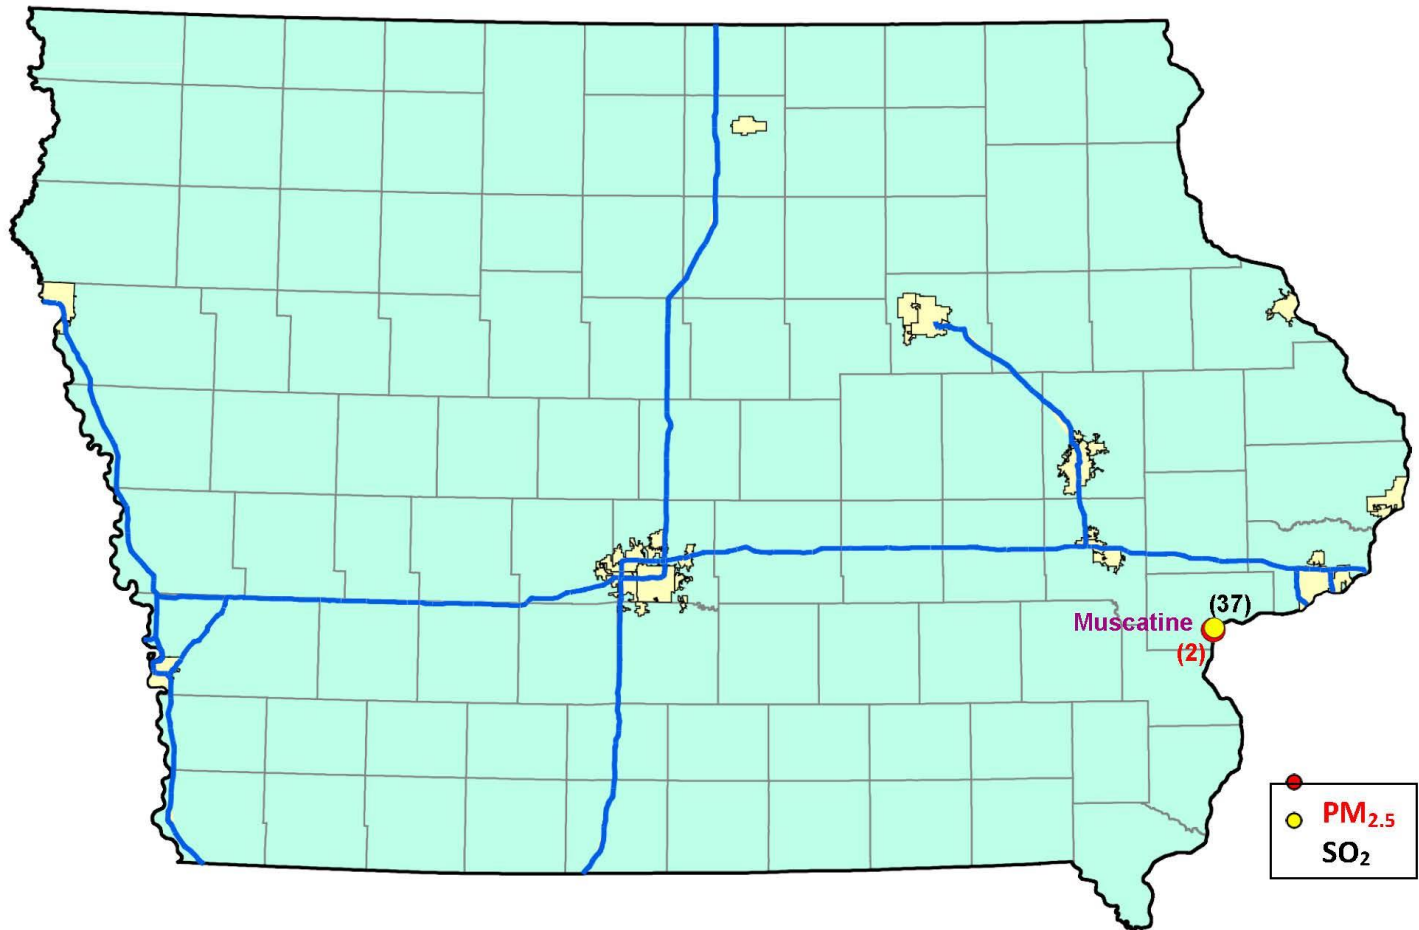 (37)
Muscatine
(2)
PM₂.₅
SO₂